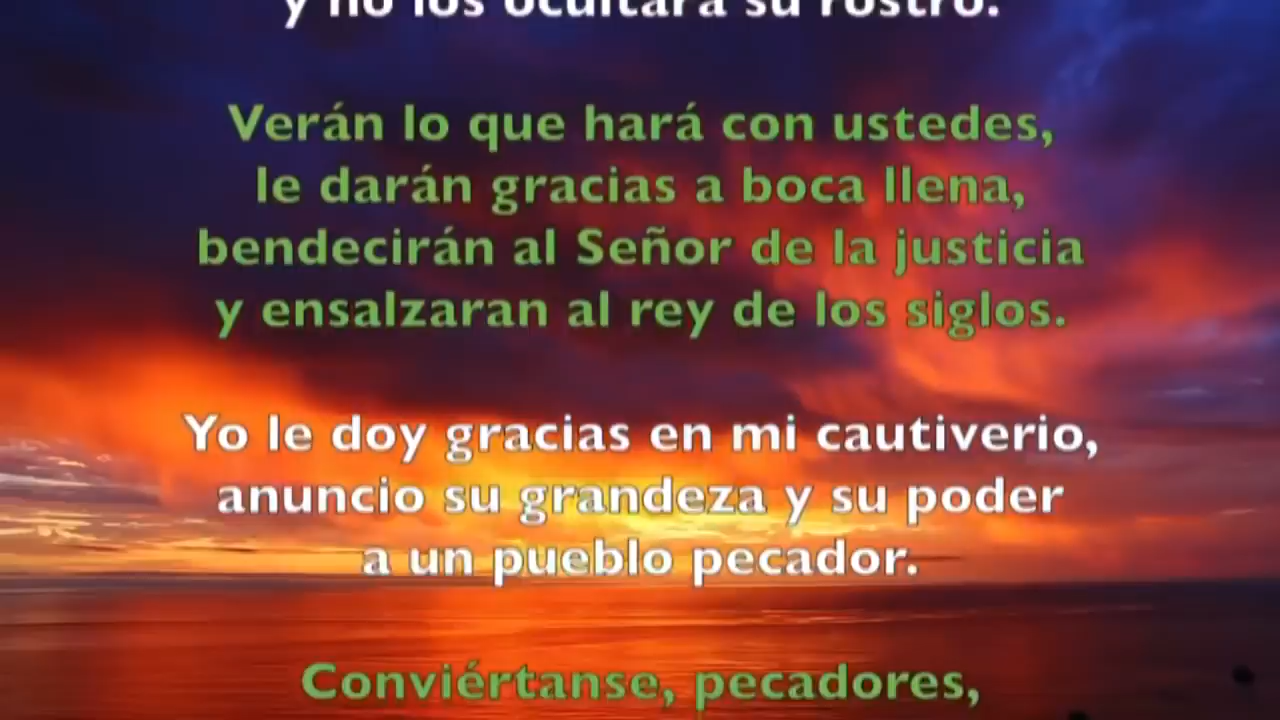 y no los ocultará su rostro.
Verán lo que hará con ustedes,
le darán gracias a boca llena,
bendecirán al Señor de la justicia
y ensalzaran al rey de los siglos.
Yo le doy gracias en mi cautiverio,
anuncio su grandeza y su poder
a un pueblo pecador.
Conviértanse, pecadores,